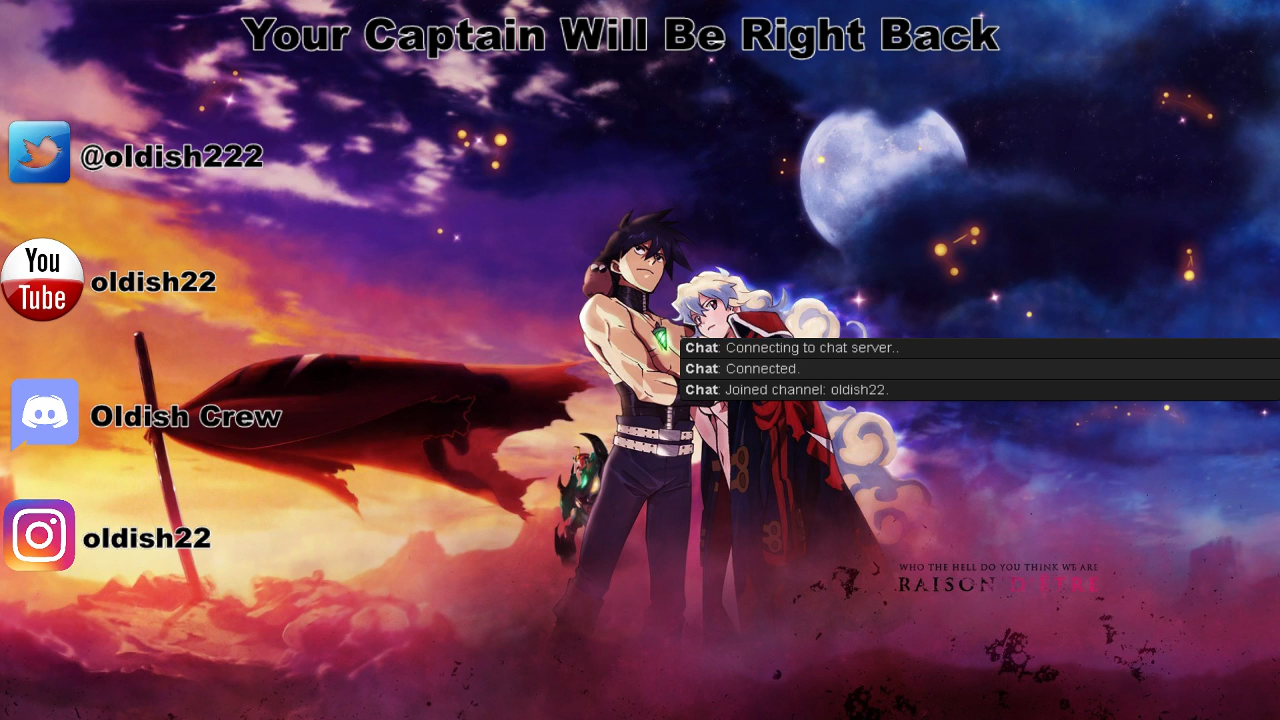 Your Captain Will Be Right Back
@oldish222
You
Tube
oldish22
Chat: Connecting to chat server..
Chat: Connected.
Chat: Joined channel: oldish22.
Oldish Crew
oldish22
WHO THE HELL DO YOU THINK WE ARE
RAISON D'ETRE